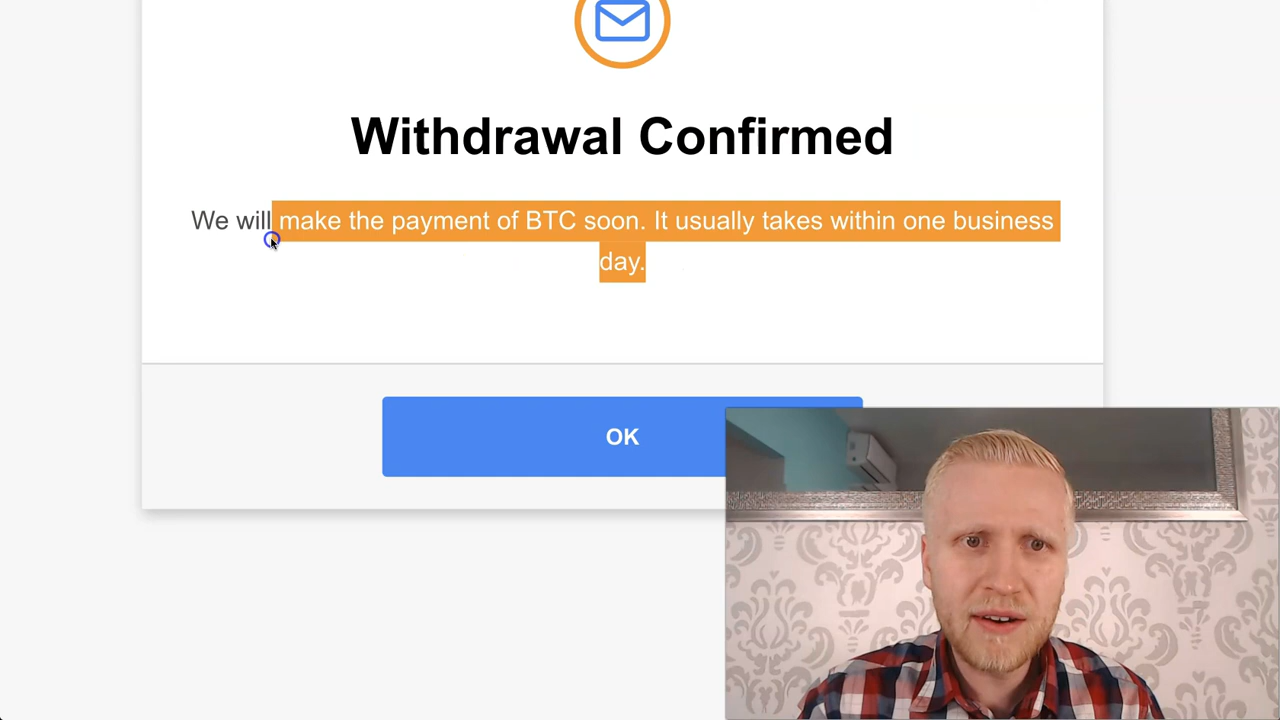 Withdrawal Confirmed
We will make the payment of BTC soon. It usually takes within one business
day.
OK